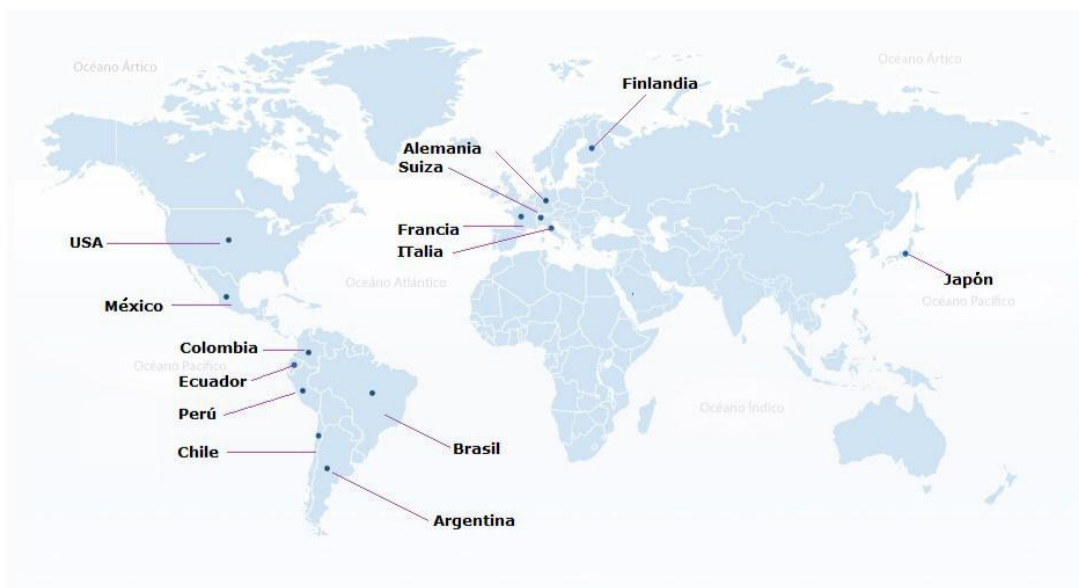 Océano Ártico
Océano Ártico
Finlandia
Alemania
Suiza
Francia
ITalia
USA
Japón
Océano Atlántico
Océano Pacífico
México
Colombia
Océano Pacífico
Ecuador
Perú
Océano Índico
Chile
Brasil
Argentina